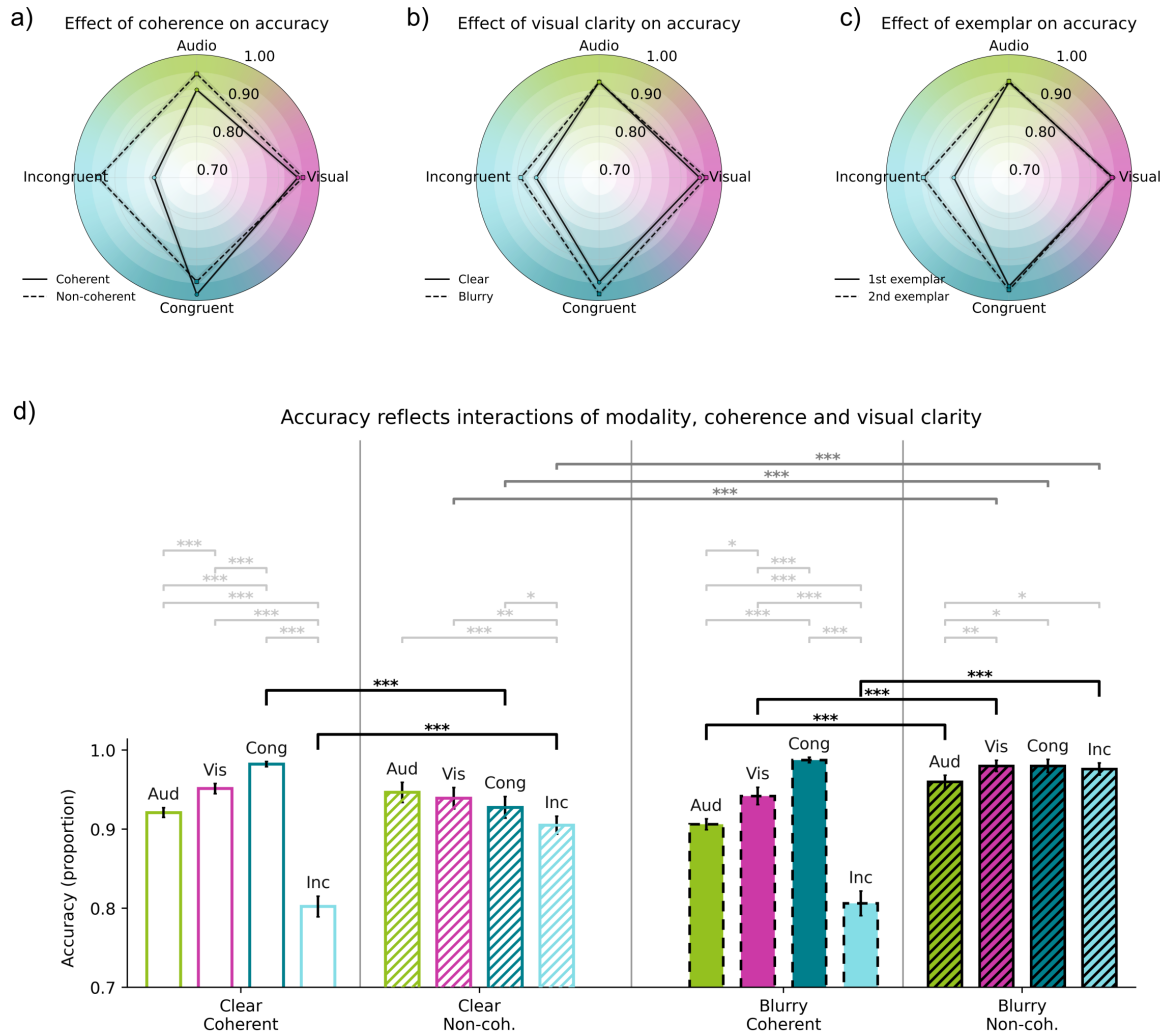 a)
Effect of coherence on accuracy
Audio
1.00
0.90
0.80
0.70
Incongruent
Visual
Coherent
Non-coherent
Congruent
b)
Effect of visual clarity on accuracy
Audio
1.00
0.90
0.80
0.70
Incongruent
Visual
Clear
Blurry
Congruent
c)
Effect of exemplar on accuracy
Audio
1.00
0.90
0.80
0.70
Incongruent
Visual
1st exemplar
2nd exemplar
Congruent
d)
Accuracy reflects interactions of modality, coherence and visual clarity
***
***
***
***
***
***
***
***
***
*
**
***
*
***
***
***
***
***
*
*
**
***
***
***
***
***
Accuracy (proportion)
1.0
0.9
0.8
0.7
Aud
Vis
Cong
Inc
Aud
Vis
Cong
Inc
Aud
Vis
Cong
Inc
Aud
Vis
Cong
Inc
Clear
Coherent
Clear
Non-coh.
Blurry
Coherent
Blurry
Non-coh.